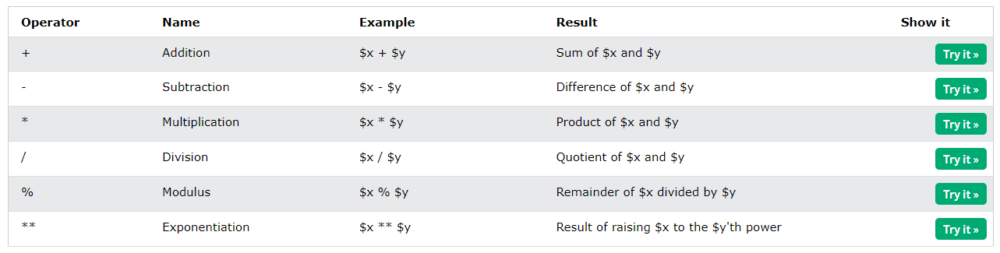 Operator Name Example Result Show it
+ Addition $x + $y Sum of $x and $y Try it »
- Subtraction $x - $y Difference of $x and $y Try it »
* Multiplication $x * $y Product of $x and $y Try it »
/ Division $x / $y Quotient of $x and $y Try it »
% Modulus $x % $y Remainder of $x divided by $y Try it »
** Exponentiation $x ** $y Result of raising $x to the $y'th power Try it »